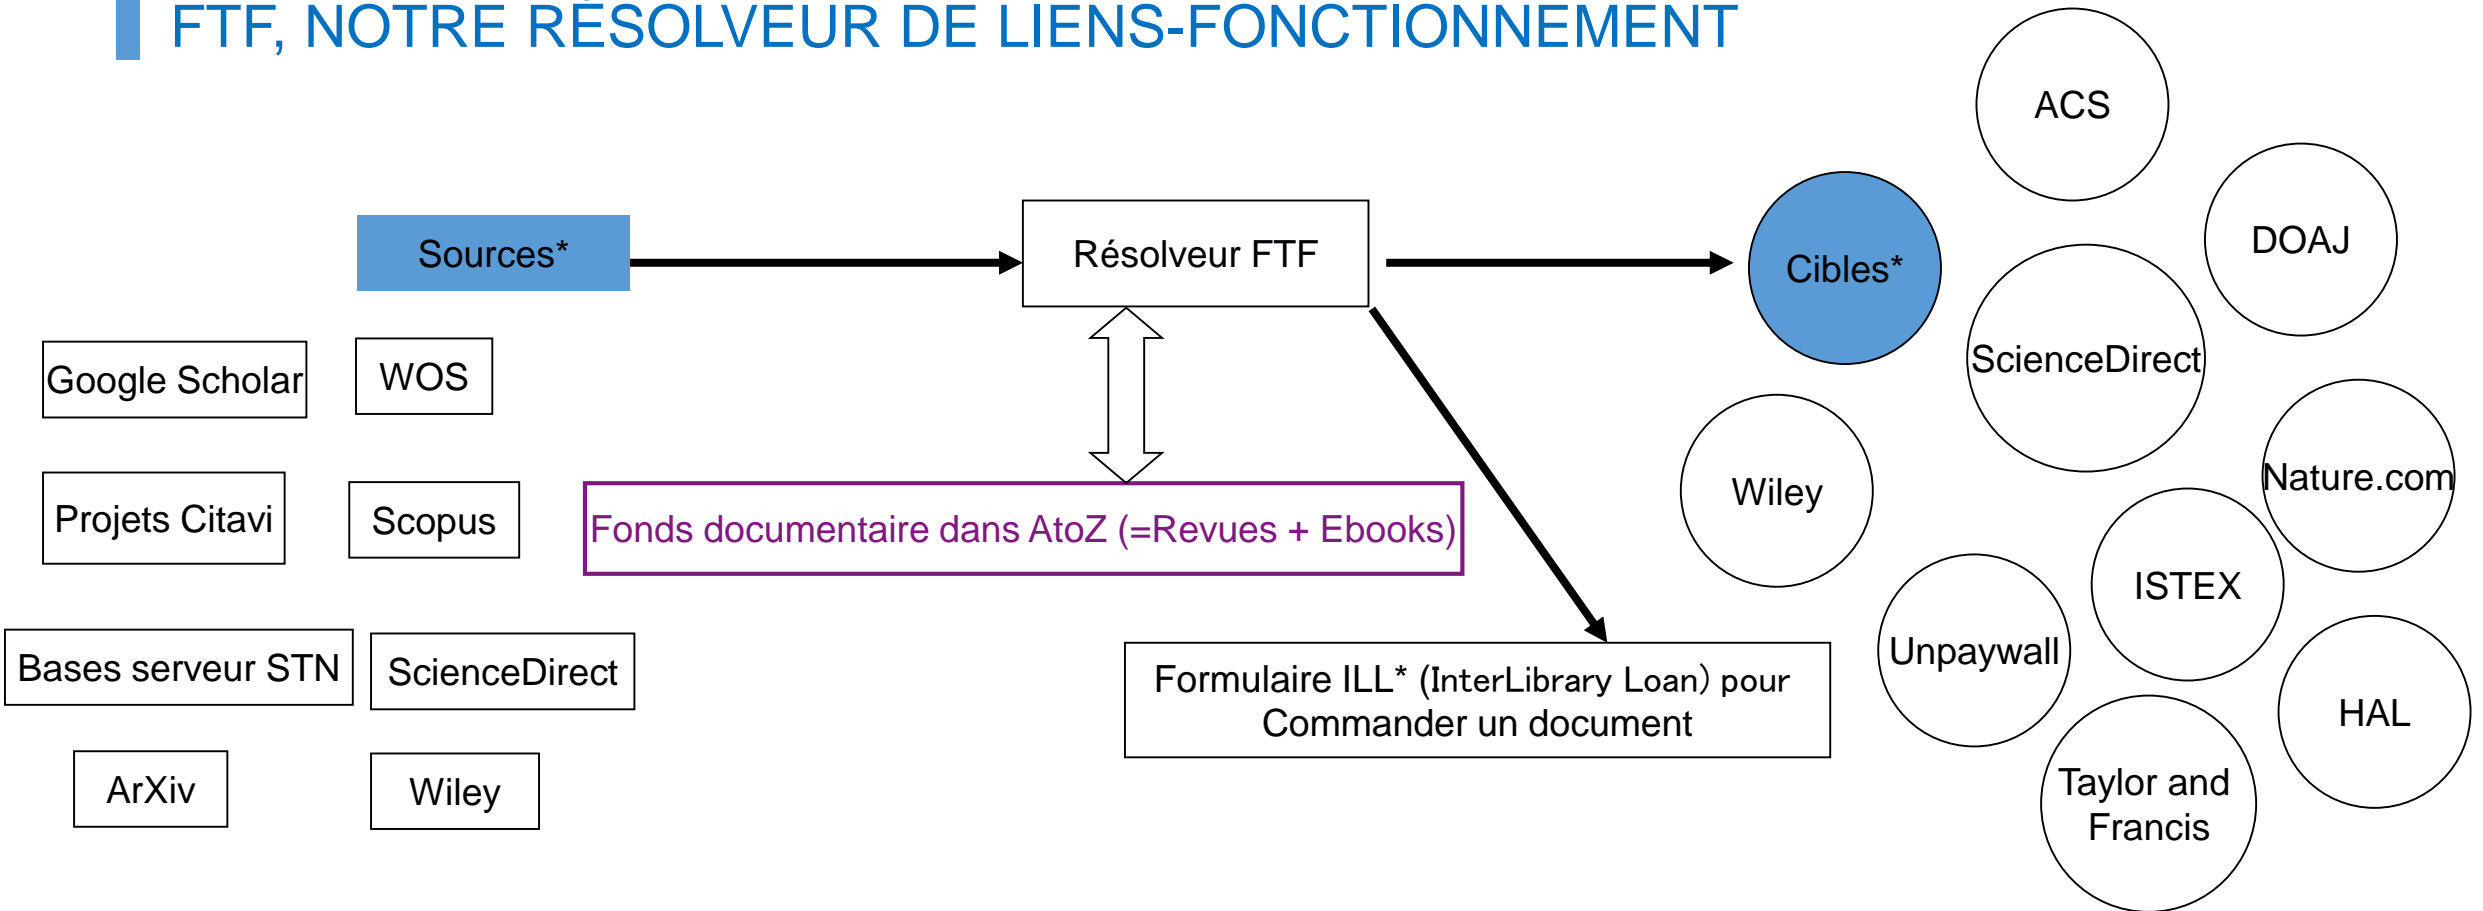 FTF, NOTRE RÉSOLVEUR DE LIENS-FONCTIONNEMENT
Sources*
Résolveur FTF
Cibles*
ACS
DOAJ
ScienceDirect
Nature.com
Wiley
ISTEX
Unpaywall
HAL
Taylor and
Francis
Google Scholar
WOS
Projets Citavi
Scopus
Bases serveur STN
ScienceDirect
ArXiv
Wiley
Fonds documentaire dans AtoZ (=Revues + Ebooks)
Formulaire ILL* (InterLibrary Loan) pour
Commander un document